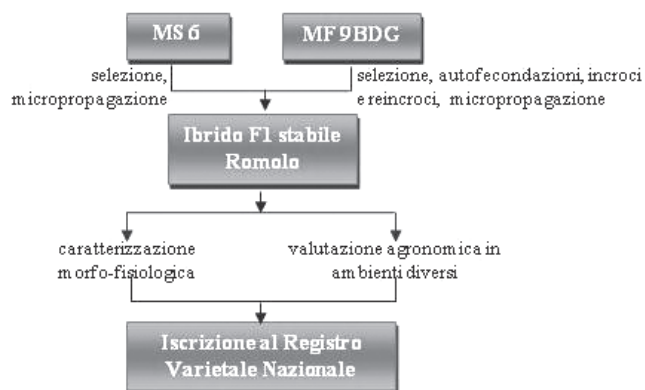 MS 6
MF 9BDG
selezione,
micropropagazione
selezione, autofecondazioni, incroci
e reincroci, micropropagazione
Ibrido F1 stabile
Romolo
caratterizzazione
morfo-fisiologica
valutazione agronomica in
ambienti diversi
Iscrizione al Registro
Varietale Nazionale